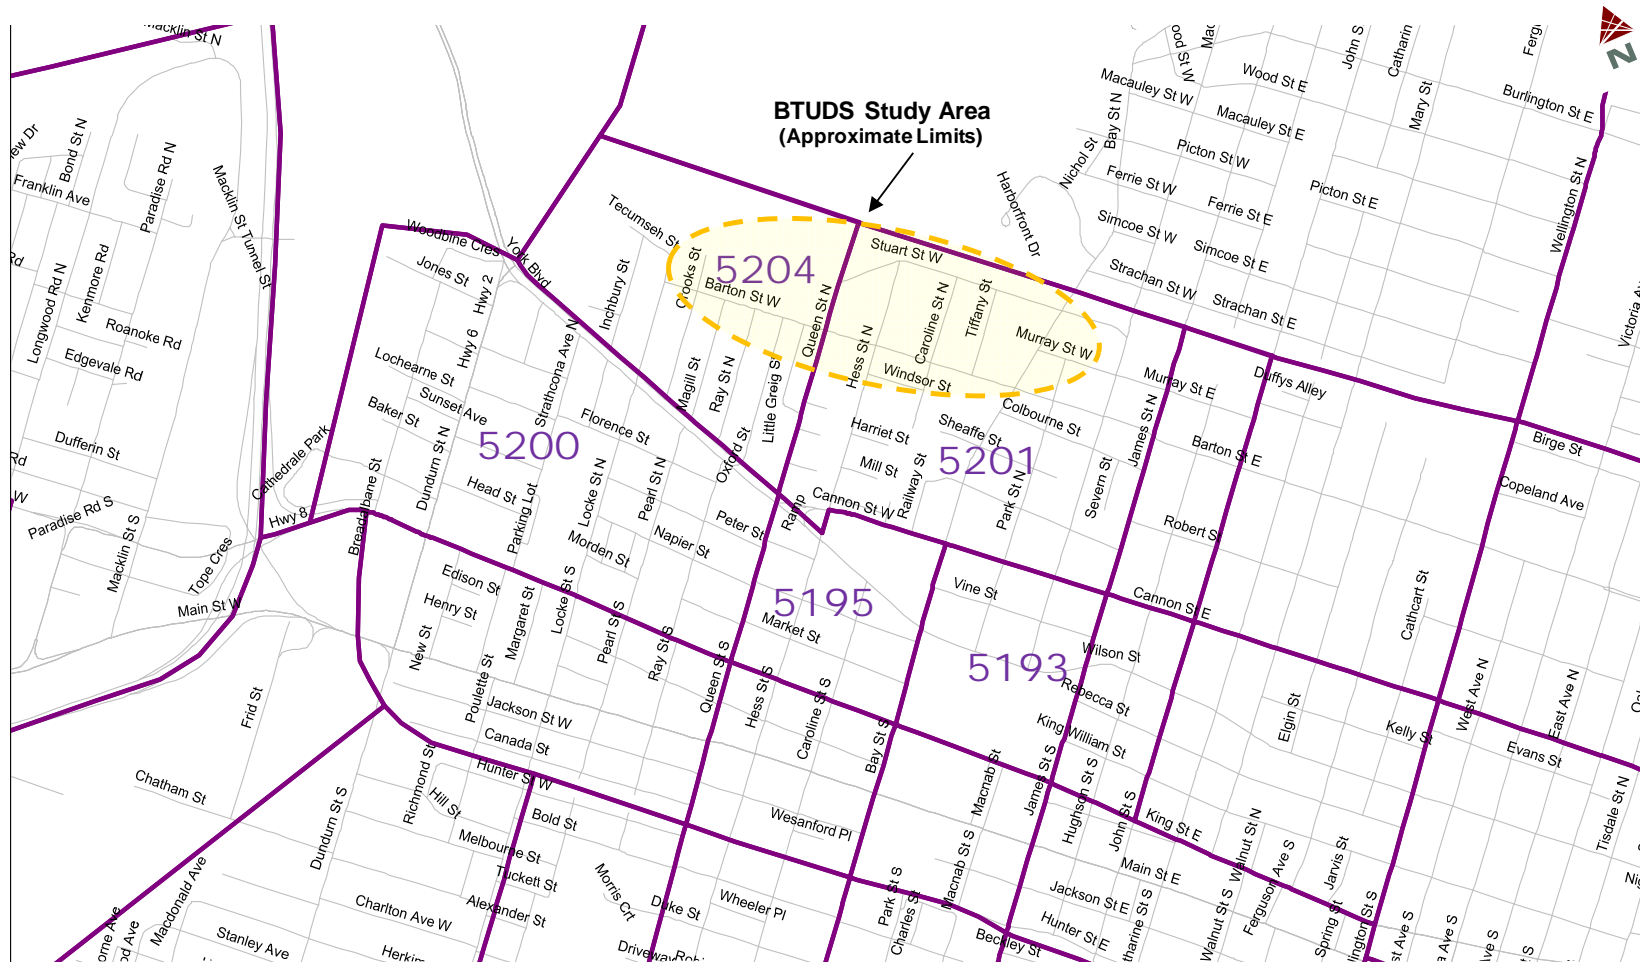 Macklin St N
BTUDS Study Area
(Approximate Limits)
N
Wood St E
Macauley St W
Macauley St E
Burlington St E
Mary St
John S
Bay St N
Nichol St
Picton St W
Picton St E
Ferrie St W
Ferrie St E
Simcoe St W
Simcoe St E
Strachan St W
Strachan St E
Harborfront Dr
Wellington St N
Bond St N
Franklin Ave
Paradise Rd N
Macklin St Tunnel St
Kenmore Rd
Longwood Rd N
Roanoke Rd
Edgevale Rd
Dufferin St
Paradise Rd S
Macklin St S
Tope Cres
Main St W
Cathedrale Park
Hwy 8
Woodbine Cres
York Blvd
Jones St
Hwy 2
Hwy 6
Tecumseh St
Crooks St
Inchbury St
Strathcona Ave N
5204
Barton St W
Queen St N
Stuart St W
Caroline St N
Tiffany St
Hess St N
Murray St W
Windsor St
Lochearne St
Sunset Ave
Baker St
Dundurn St N
Breadalbane St
5200
Florence St
Magill St
Ray St N
Little Greig St
Oxford St
Head St
Parking Lot
Locke St N
Pearl St N
Morden St
Napier St
Peter St
Ramp
Harriet St
Mill St
Cannon St W
Railway St
Sheaffe St
5201
Colbourne St
Park St N
Severn St
James St N
Murray St E
Duffys Alley
Barton St E
Robert St
Birge St
Copeland Ave
Edison St
Henry St
New St
Margaret St
Locke St S
Pearl St S
Ray St S
Poulette St
Queen St S
5195
Market St
Hess St S
Caroline St S
Bay St S
Vine St
5193
Cannon St E
Wilson St
Rebecca St
King William St
Cathcart St
Elgin St
Kelly St
West Ave N
East Ave N
Evans St
Tisdale St N
Frid St
Chatham St
Jackson St W
Canada St
Hunter St W
Richmond St
Hill St
Bold St
Melbourne St
Tuckett St
Alexander St
Dundurn St S
Macdonald Ave
Charlton Ave W
Stanley Ave
Morris Crt
Duke St
Wheeler Pl
Driveway
Wesanford Pl
Macnab St
Macnab St S
Park St S
Charles St
Beckley St
James St S
Hughson St S
John St S
King St E
Main St E
Jackson St E
Hunter St E
Walnut St N
Walnut St S
Ferguson Ave S
Jarvis St
Spring St